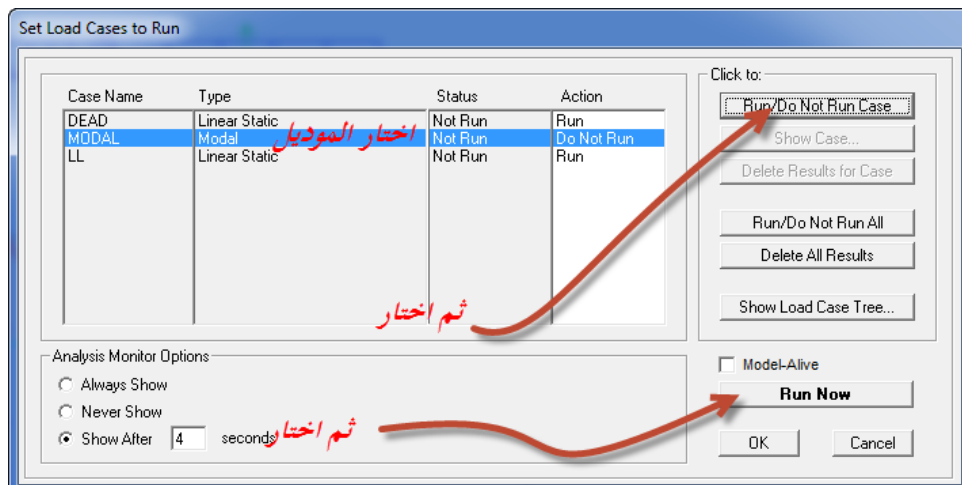 Set Load Cases to Run
Click to:
Case Name Type Status Action
DEAD Linear Static Not Run Run
MODAL Modal Not Run Do Not Run
LL Linear Static Not Run Run
اختار الموديل
Run/Do Not Run Case
Show Case...
Delete Results for Case
Run/Do Not Run All
Delete All Results
Show Load Case Tree...
ثم اختار
Analysis Monitor Options
Always Show
Never Show
Show After 4 seconds
ثم اختار
Model-Alive
Run Now
OK Cancel